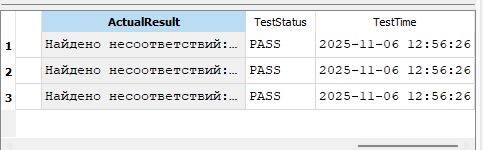 ActualResult TestStatus TestTime
1 Найдено несоответствий:… PASS 2025-11-06 12:56:26
2 Найдено несоответствий:… PASS 2025-11-06 12:56:26
3 Найдено несоответствий:… PASS 2025-11-06 12:56:26